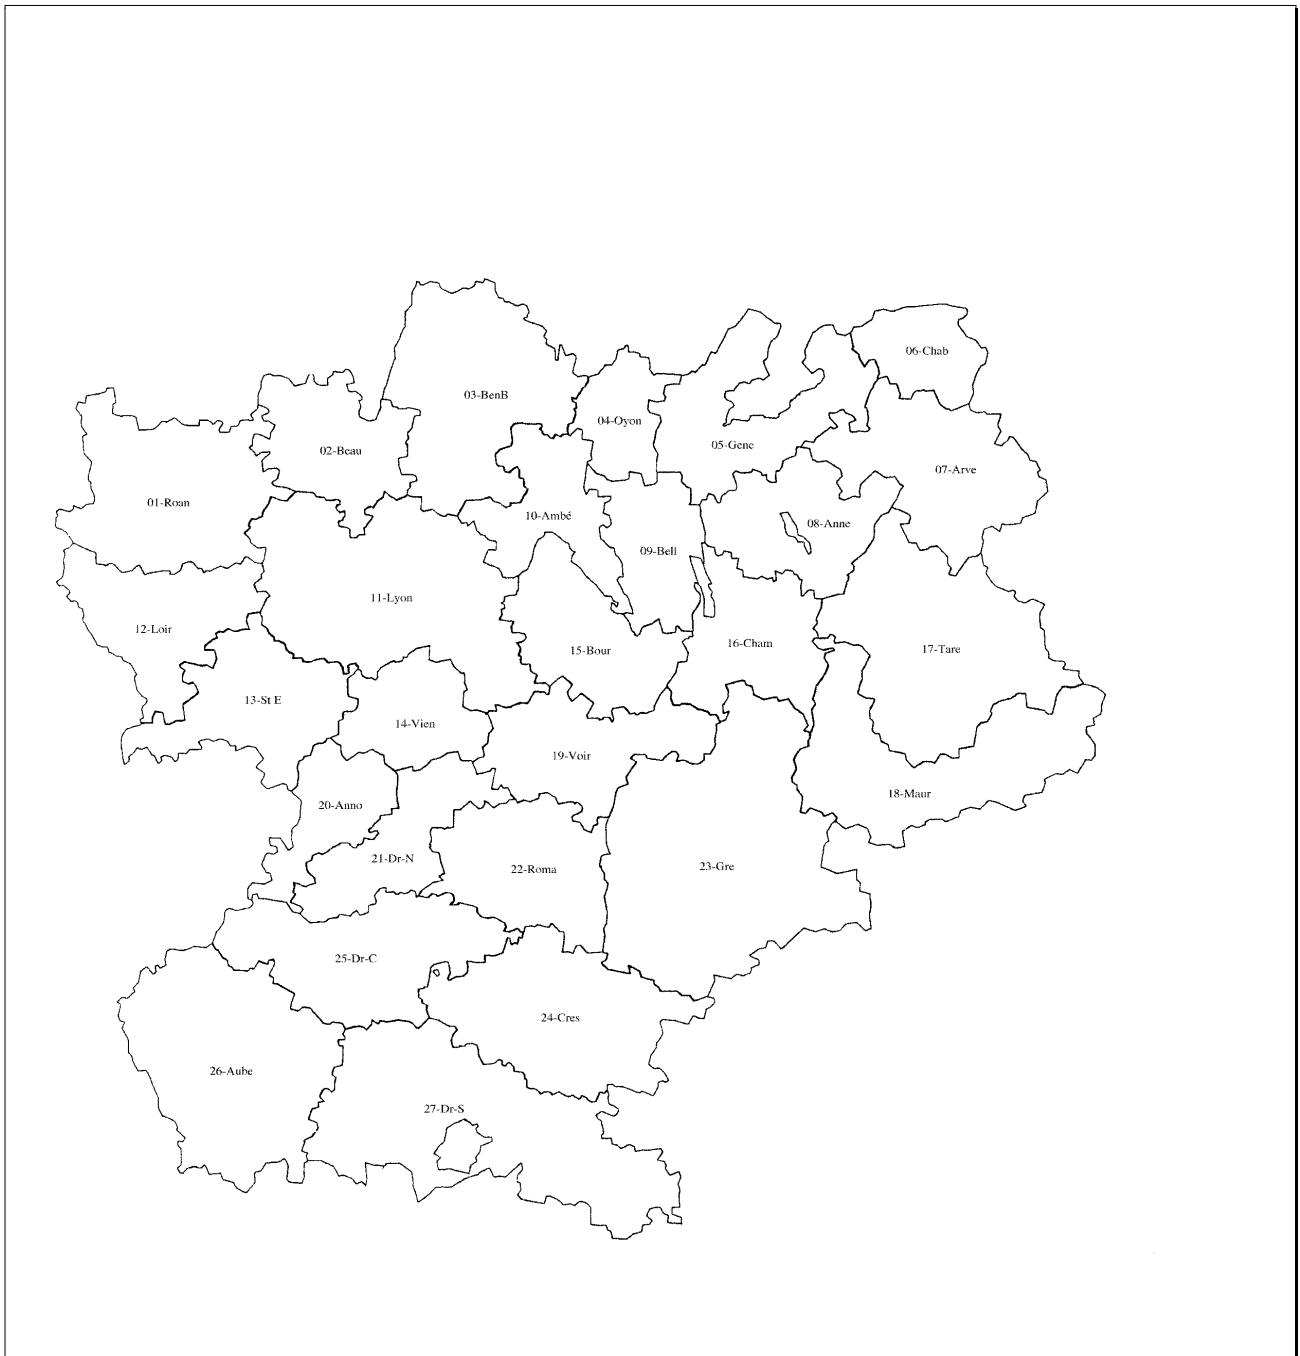 06-Chab
03-BenB
04-Oyon
05-Gene
02-Beau
07-Arve
01-Roan
10-Ambé
08-Anne
09-Bell
11-Lyon
12-Loir
16-Cham
15-Bour
17-Tare
13-St E
14-Vien
19-Voir
18-Maur
20-Anno
21-Dr-N
22-Roma
23-Gre
25-Dr-C
24-Cres
26-Aube
27-Dr-S